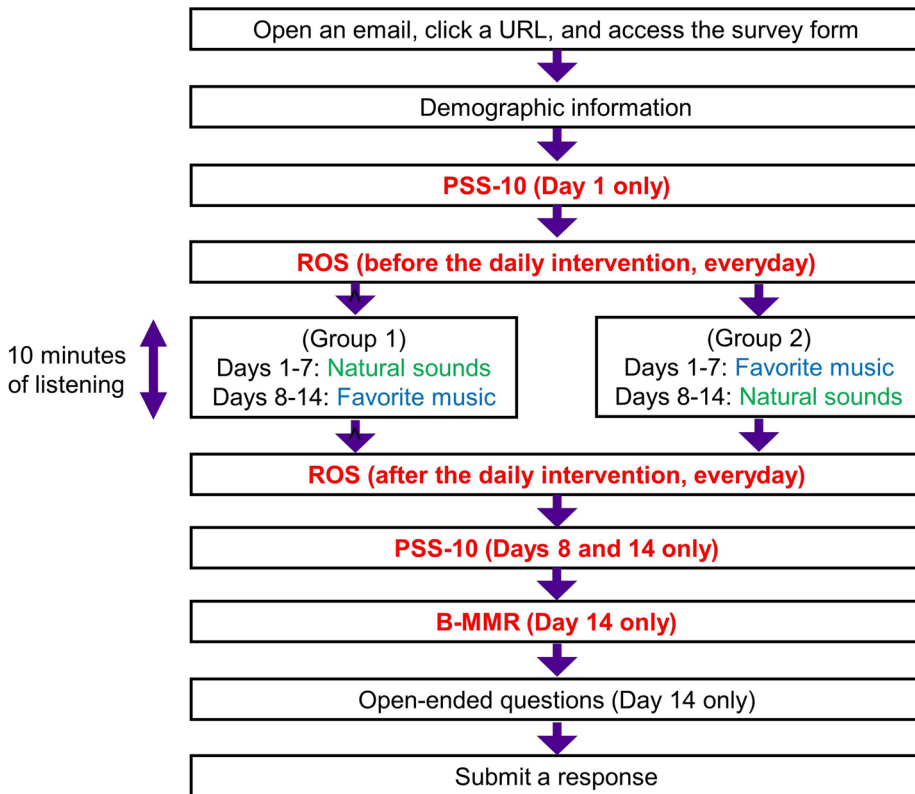 Open an email, click a URL, and access the survey form
Demographic information
PSS-10 (Day 1 only)
ROS (before the daily intervention, everyday)
10 minutes
of listening
(Group 1)
Days 1-7: Natural sounds
Days 8-14: Favorite music
(Group 2)
Days 1-7: Favorite music
Days 8-14: Natural sounds
ROS (after the daily intervention, everyday)
PSS-10 (Days 8 and 14 only)
B-MMR (Day 14 only)
Open-ended questions (Day 14 only)
Submit a response